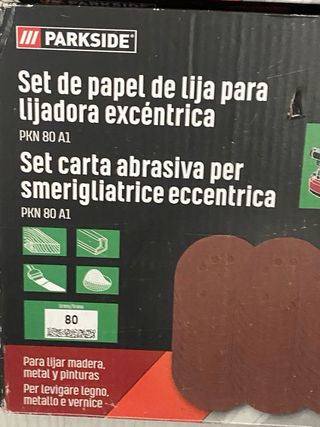 /// PARKSIDE®
Set de papel de lija para
lijadora excéntrica
PKN 80 A1
Set carta abrasiva per
smerigliatrice eccentrica
PKN 80 A1
80
Para lijar madera,
metal y pinturas
Per levigare legno,
metallo e vernice